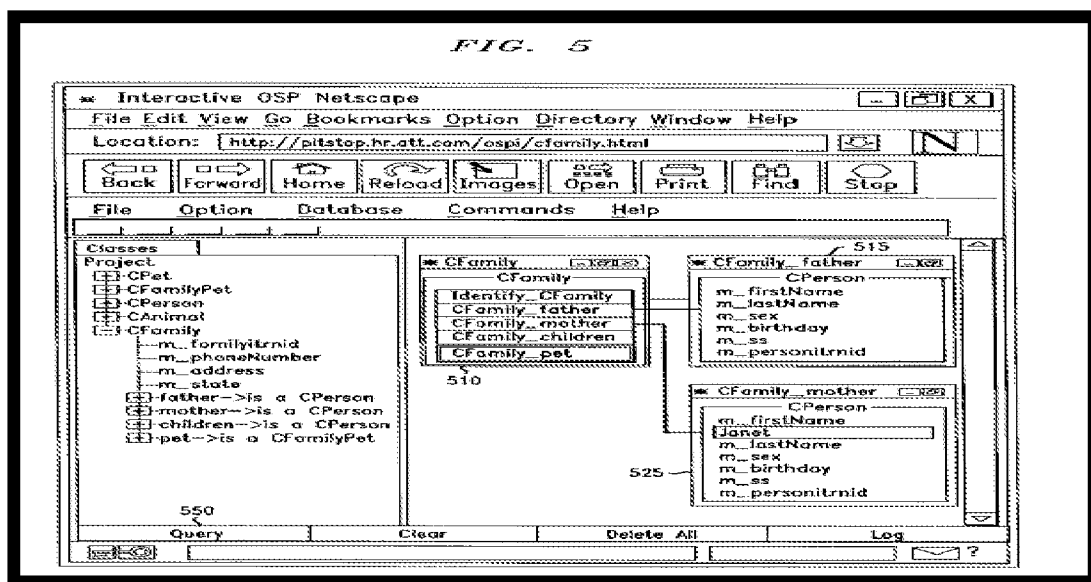 FIG. 5
Interactive OSP Netscape
File Edit View Go Bookmarks Option Directory Window Help
Location: http://pitstop.hr.att.com/ospi/cfamily.html
N
Back Forward Home Reload Images Open Print Find Stop
File Option Database Commands Help
Classes
Project
CPet
CFamilyPet
CPerson
CAnimal
CFamily
m_familyitrnid
m_phoneNumber
m_address
m_state
father->is a CPerson
mother->is a CPerson
children->is a CPerson
pet->is a CFamilyPet
550
CFamily
CFamily
Identify_CFamily
CFamily_father
CFamily_mother
CFamily_children
CFamily_pet
510
515
CFamily_father
CPerson
m_firstName
m_lastName
m_sex
m_birthday
m_ss
m_personitrnid
CFamily_mother
CPerson
m_firstName
Janet
m_lastName
m_sex
m_birthday
m_ss
m_personitrnid
525
Query Clear Delete All Log
?